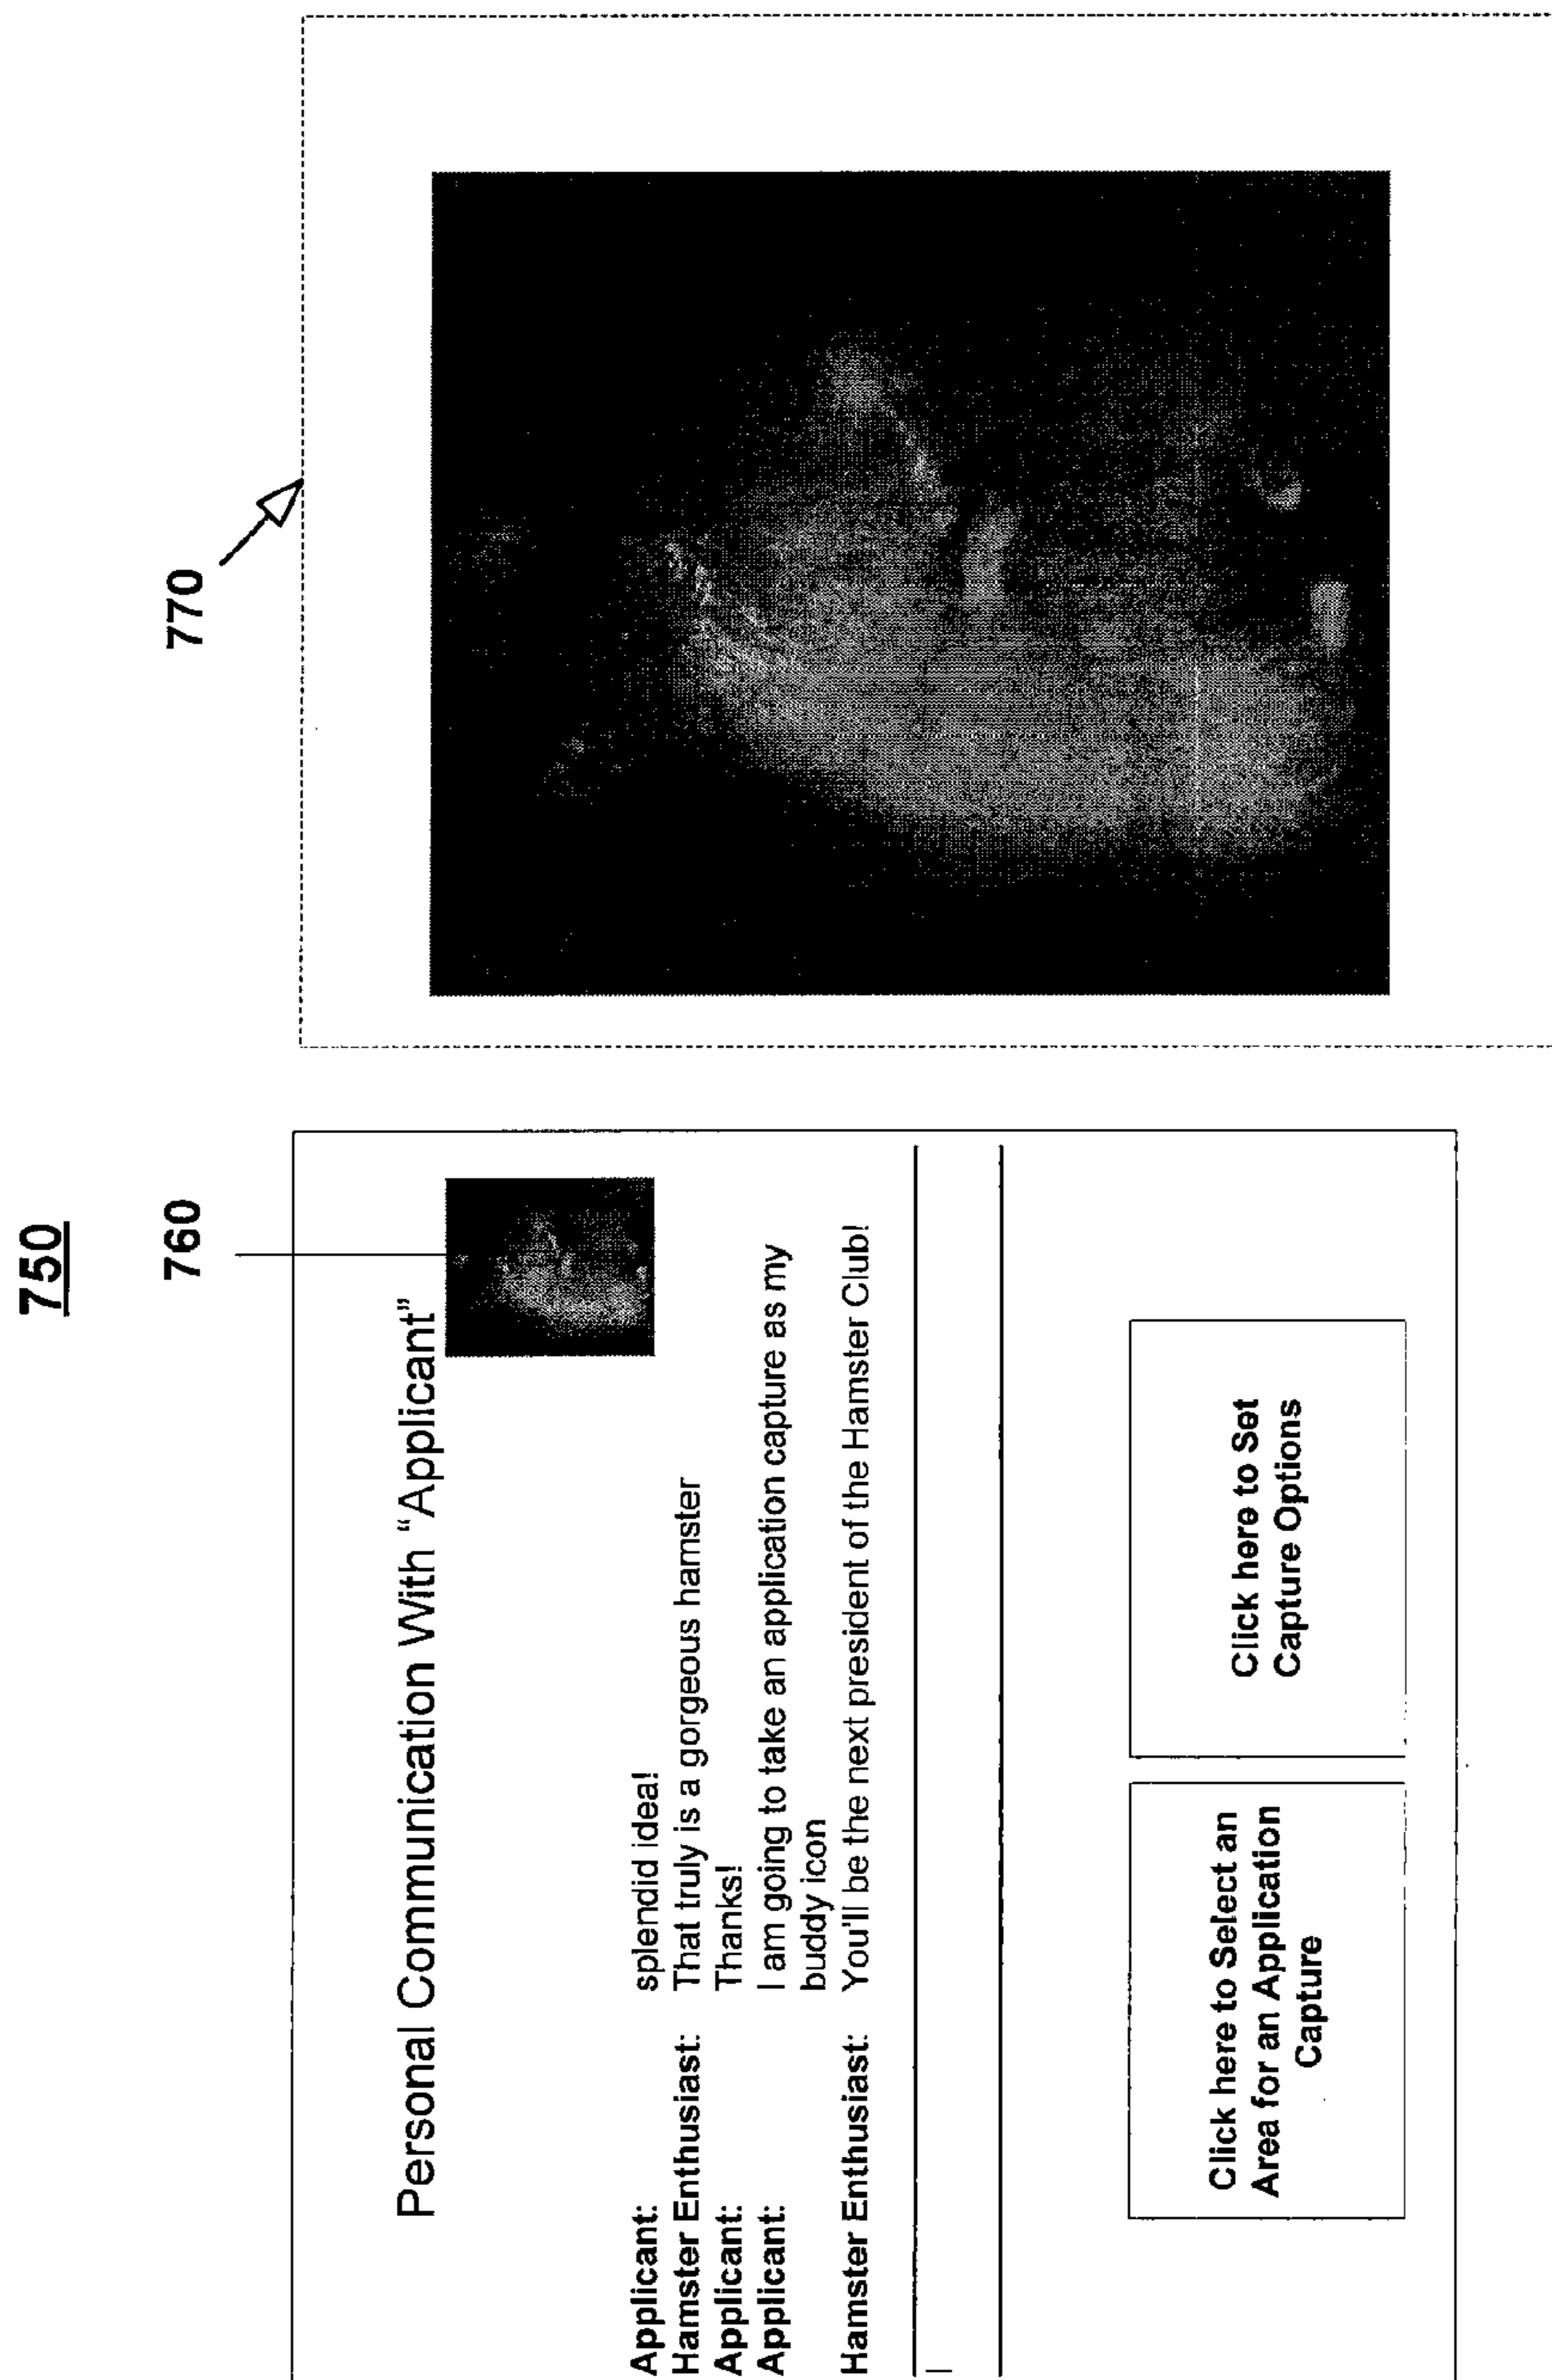 750
760
770
Personal Communication With “Applicant”
Applicant: splendid idea!
Hamster Enthusiast: That truly is a gorgeous hamster
Applicant: Thanks!
Applicant: I am going to take an application capture as my
buddy icon
Hamster Enthusiast: You'll be the next president of the Hamster Club!
Click here to Select an
Area for an Application
Capture
Click here to Set
Capture Options